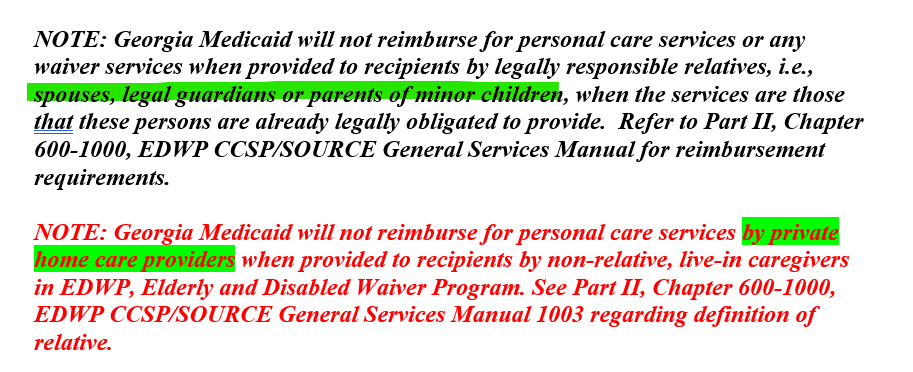 NOTE: Georgia Medicaid will not reimburse for personal care services or any
waiver services when provided to recipients by legally responsible relatives, i.e.,
spouses, legal guardians or parents of minor children, when the services are those
that these persons are already legally obligated to provide.  Refer to Part II, Chapter
600-1000, EDWP CCSP/SOURCE General Services Manual for reimbursement
requirements.
NOTE: Georgia Medicaid will not reimburse for personal care services by private
home care providers when provided to recipients by non-relative, live-in caregivers
in EDWP, Elderly and Disabled Waiver Program. See Part II, Chapter 600-1000,
EDWP CCSP/SOURCE General Services Manual 1003 regarding definition of
relative.